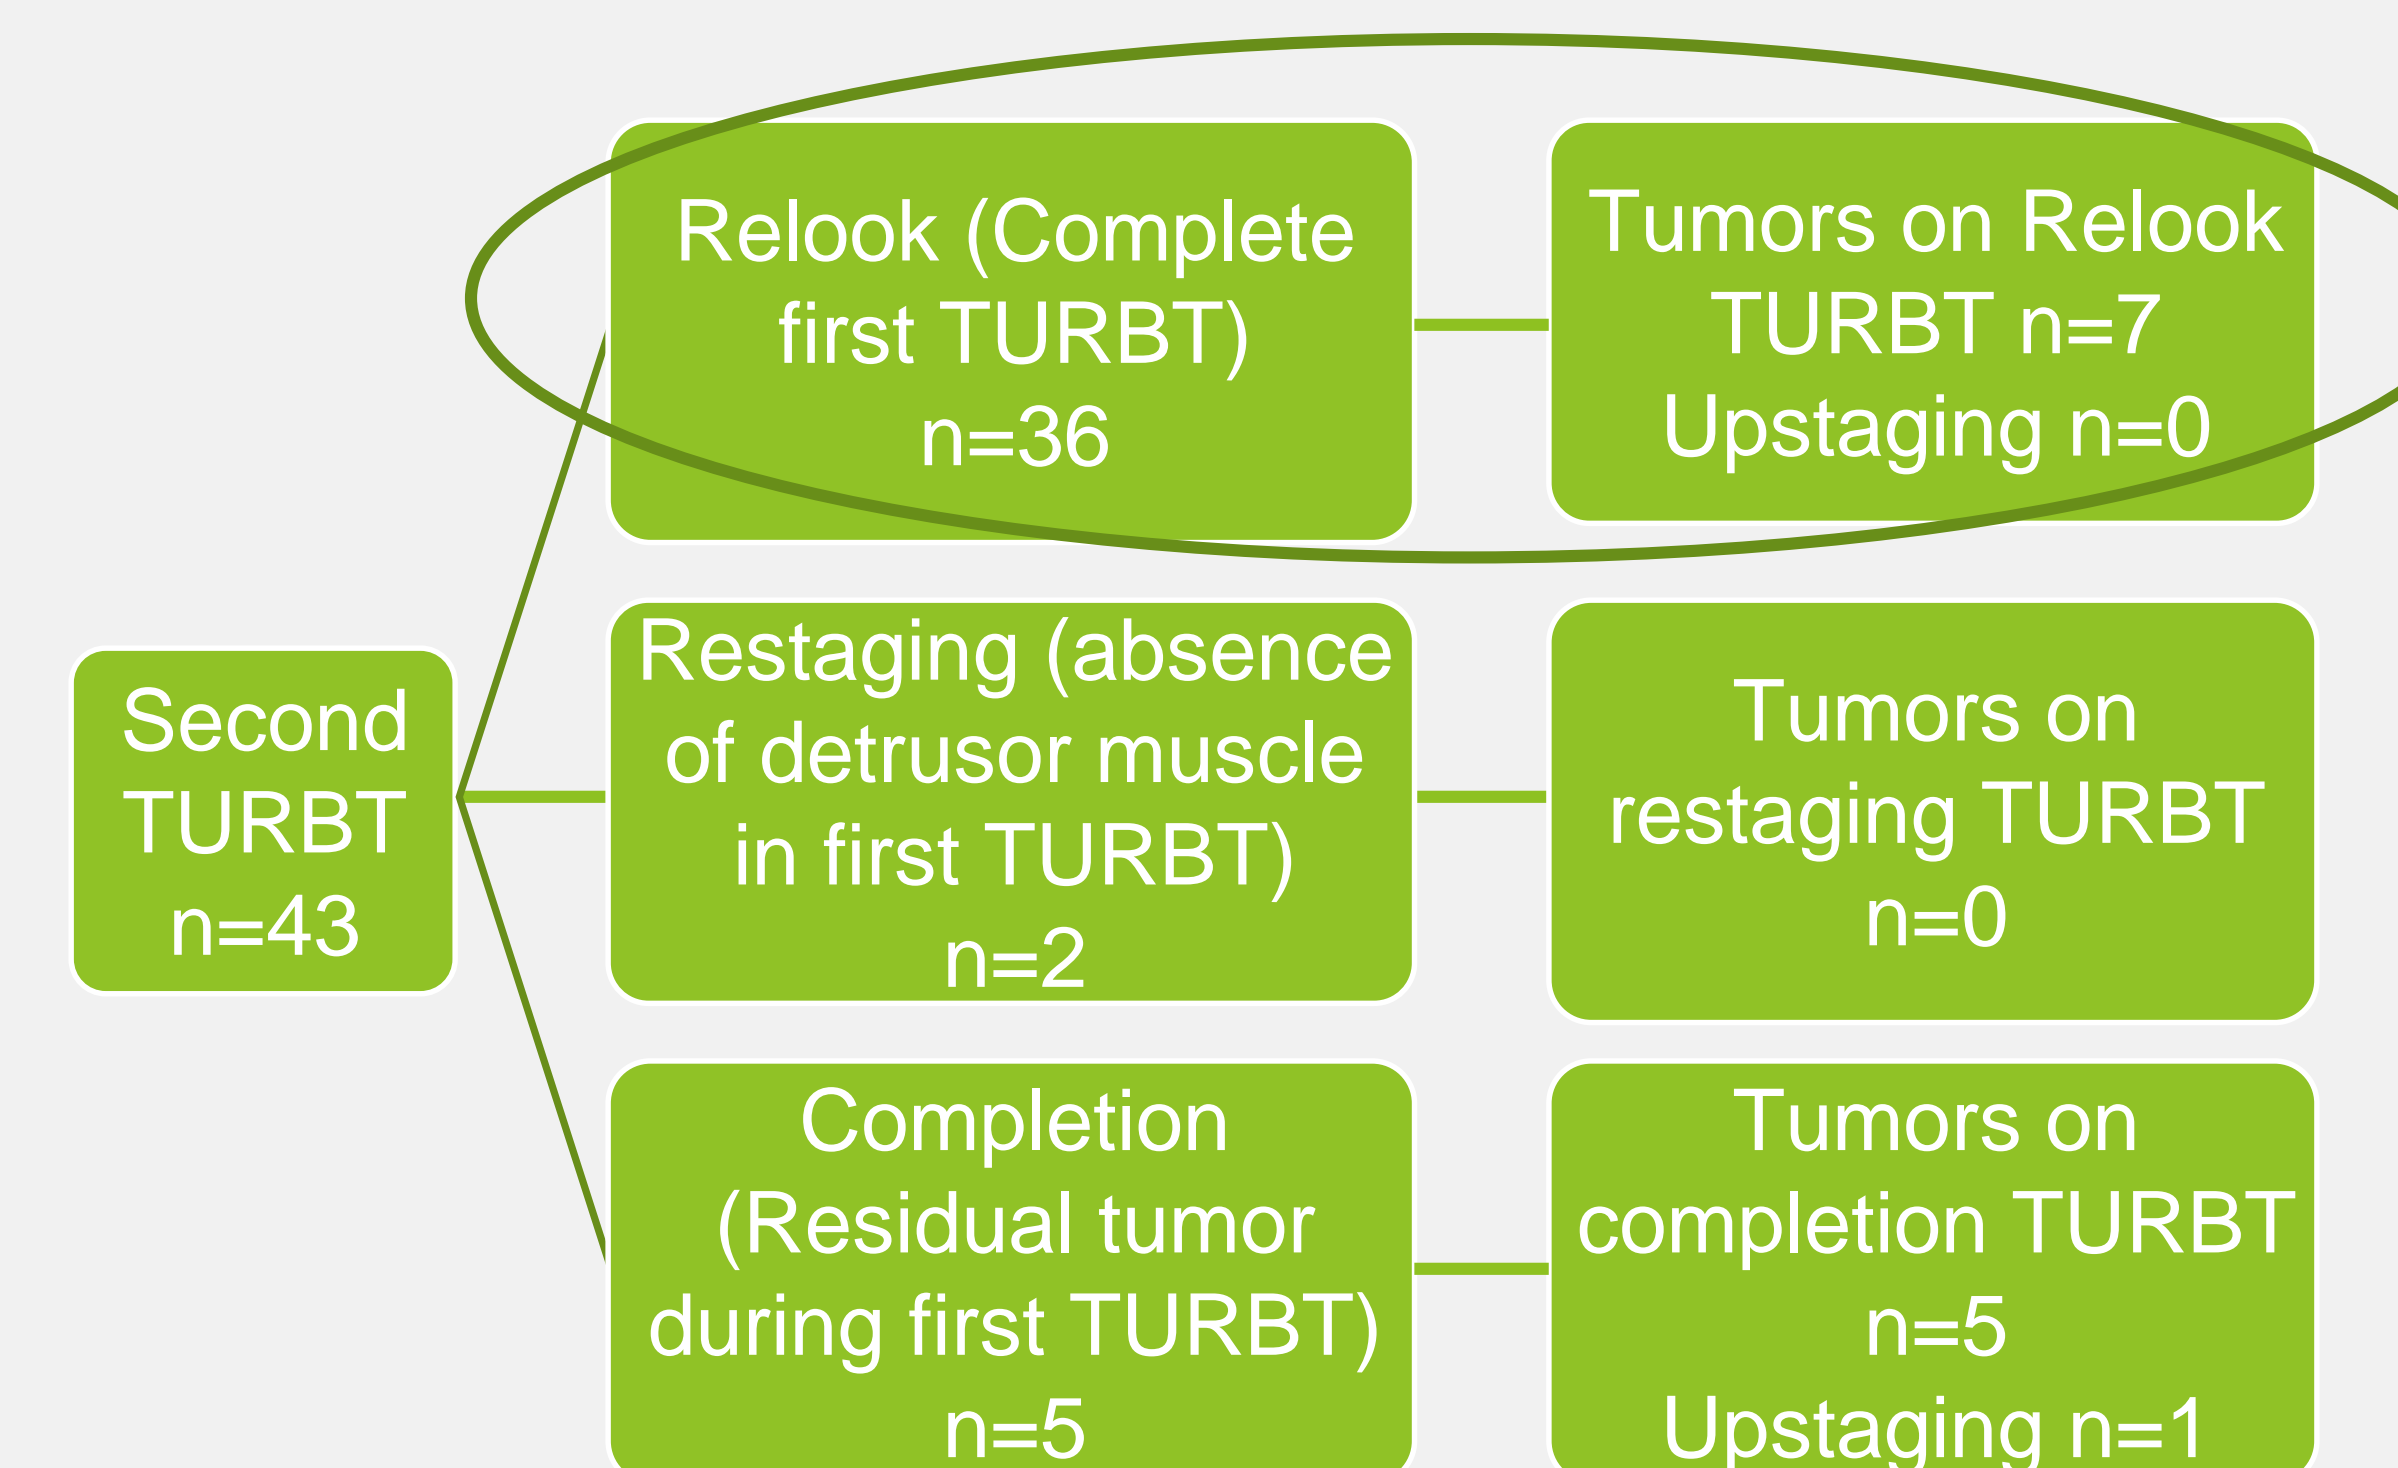 Second
TURBT
n=43
Relook (Complete
first TURBT)
n=36
Tumors on Relook
TURBT n=7
Upstaging n=0
Restaging (absence
of detrusor muscle
in first TURBT)
n=2
Tumors on
restaging TURBT
n=0
Completion
(Residual tumor
during first TURBT)
n=5
Tumors on
completion TURBT
n=5
Upstaging n=1